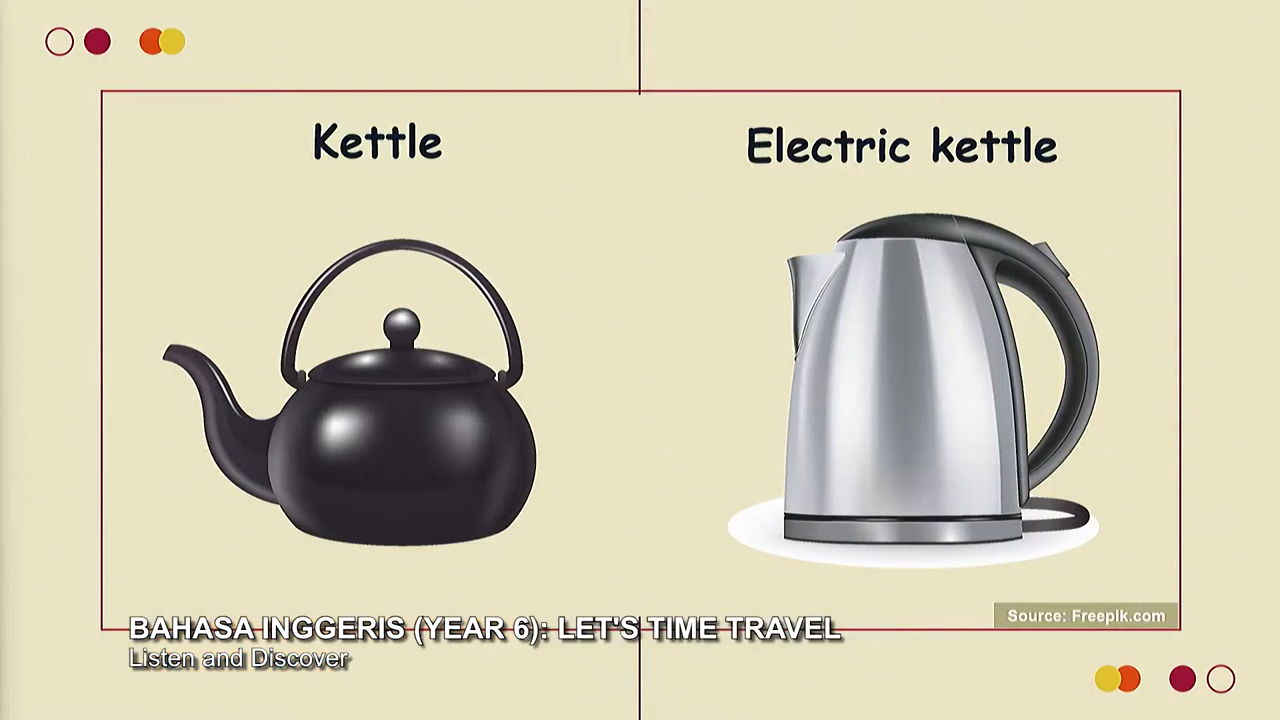 Kettle
Electric kettle
Source: Freepik.com
BAHASA INGGERIS (YEAR 6): LET'S TIME TRAVEL
Listen and Discover